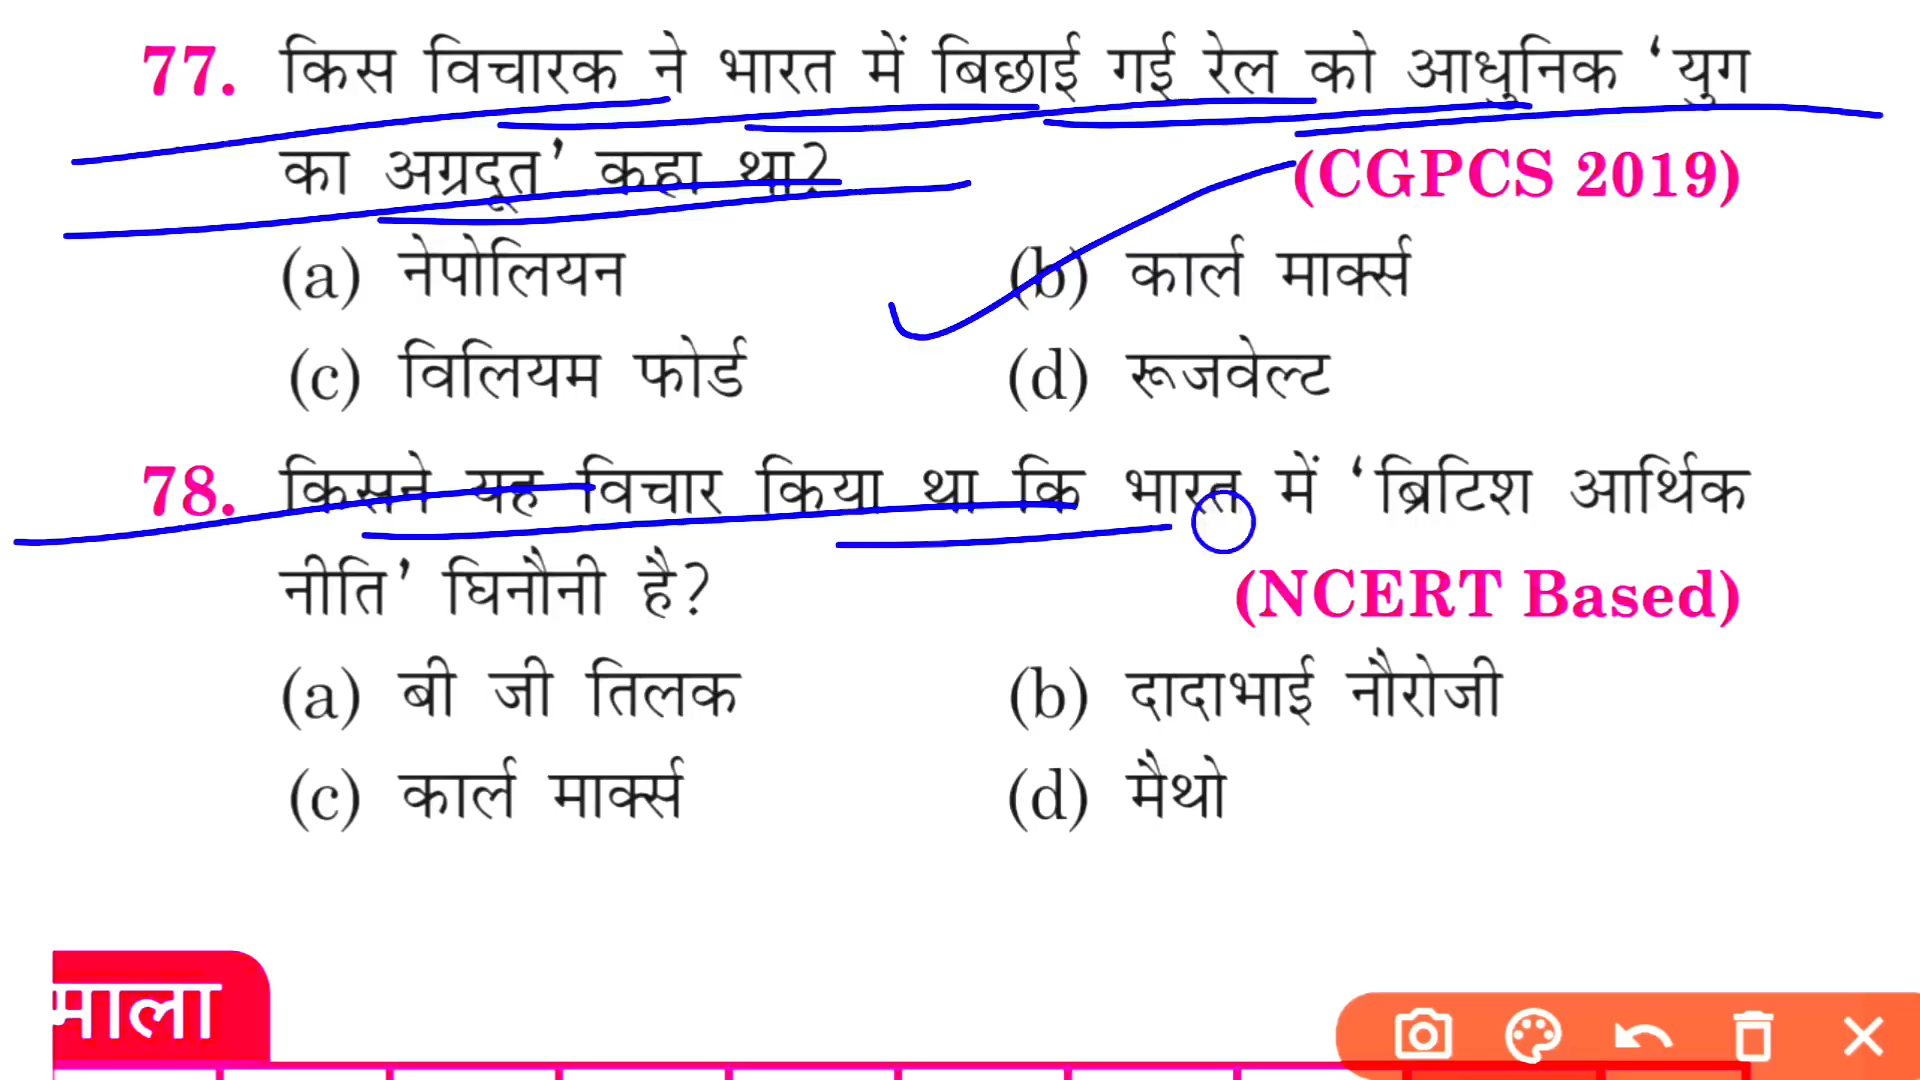 77. किस विचारक ने भारत में बिछाई गई रेल को आधुनिक ‘युग
का अग्रदूत’ कहा था? (CGPCS 2019)
(a) नेपोलियन (b) कार्ल मार्क्स
(c) विलियम फोर्ड (d) रूजवेल्ट
78. किसने यह विचार किया था कि भारत में ‘ब्रिटिश आर्थिक
नीति’ घिनौनी है? (NCERT Based)
(a) बी जी तिलक (b) दादाभाई नौरोजी
(c) कार्ल मार्क्स (d) मैथो
माला